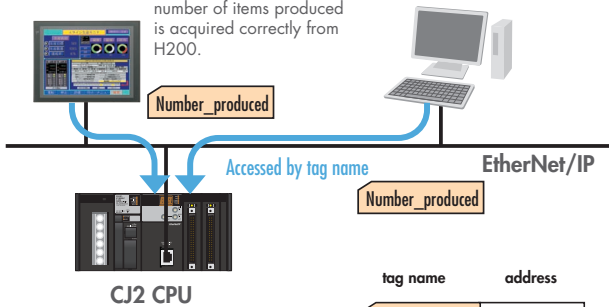 number of items produced
is acquired correctly from
H200.
Number_produced
Accessed by tag name
EtherNet/IP
Number_produced
tag name address
CJ2 CPU